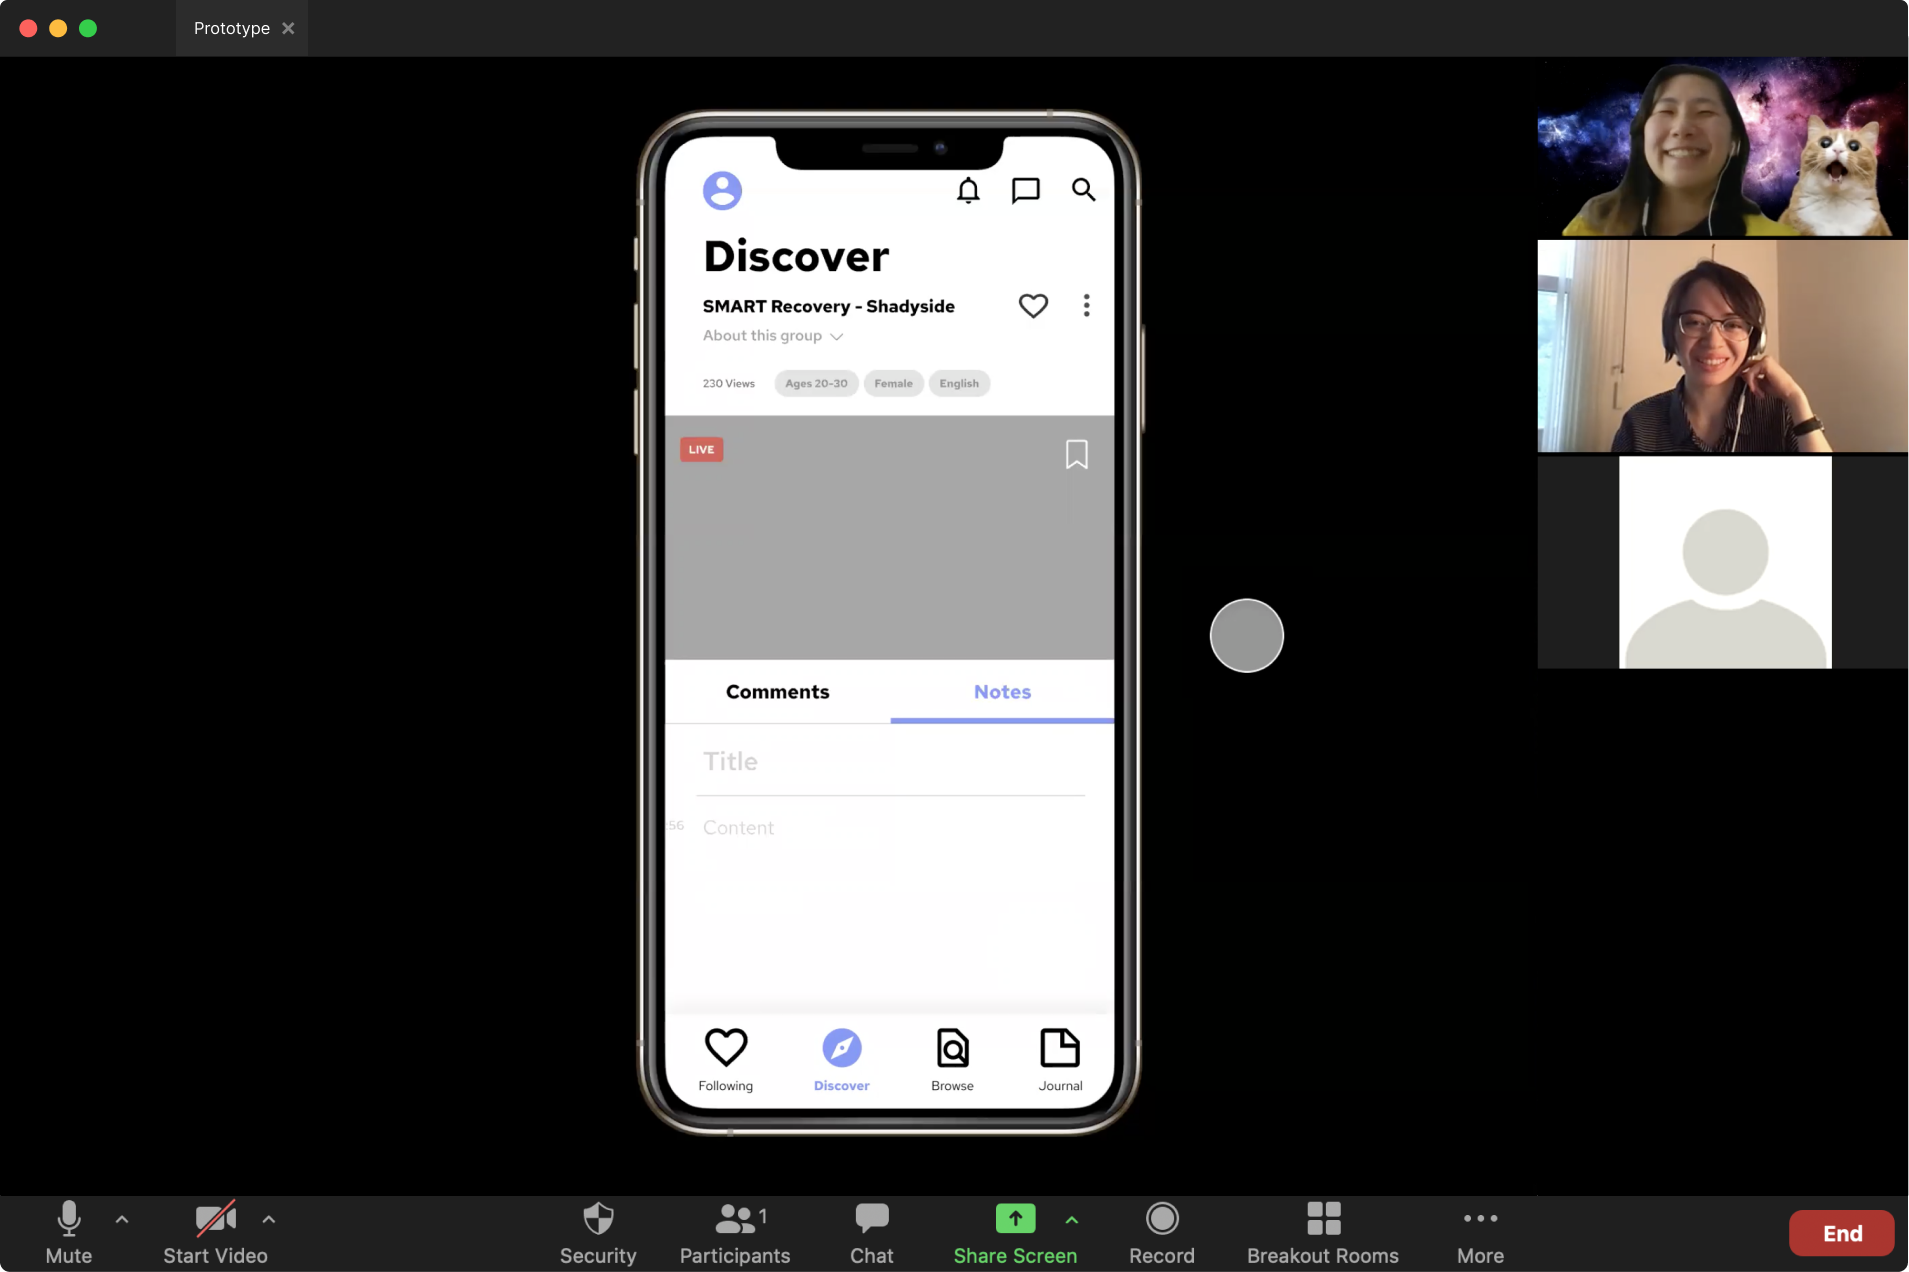 Prototype
Discover
SMART Recovery - Shadyside
About this group
230 Views Ages 20-30 Female English
LIVE
Comments Notes
Title
:56 Content
Following Discover Browse Journal
1
Mute Start Video Security Participants Chat Share Screen Record Breakout Rooms More End